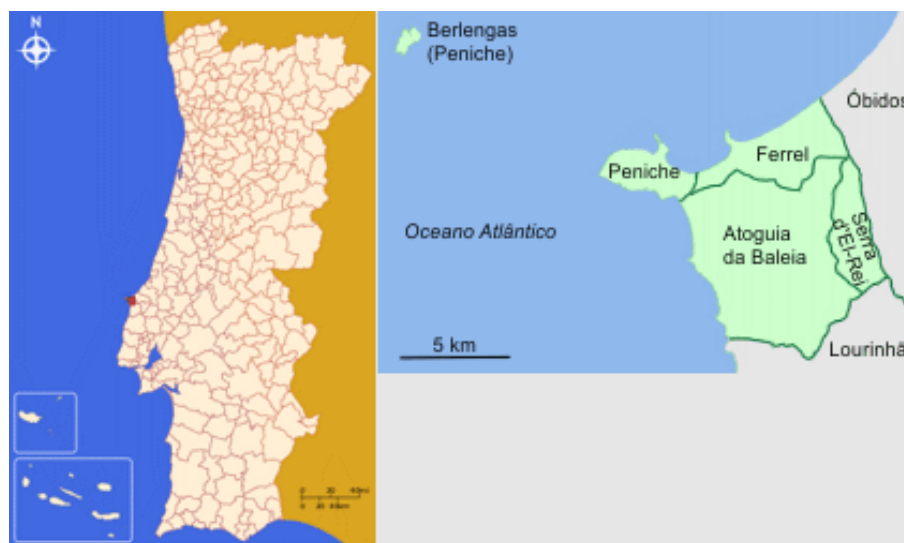 N
Berlengas
(Peniche)
Óbidos
Ferrel
Peniche
Serra
d'El-Rei
Atoguia
da Baleia
Oceano Atlântico
5 km
Lourinhã